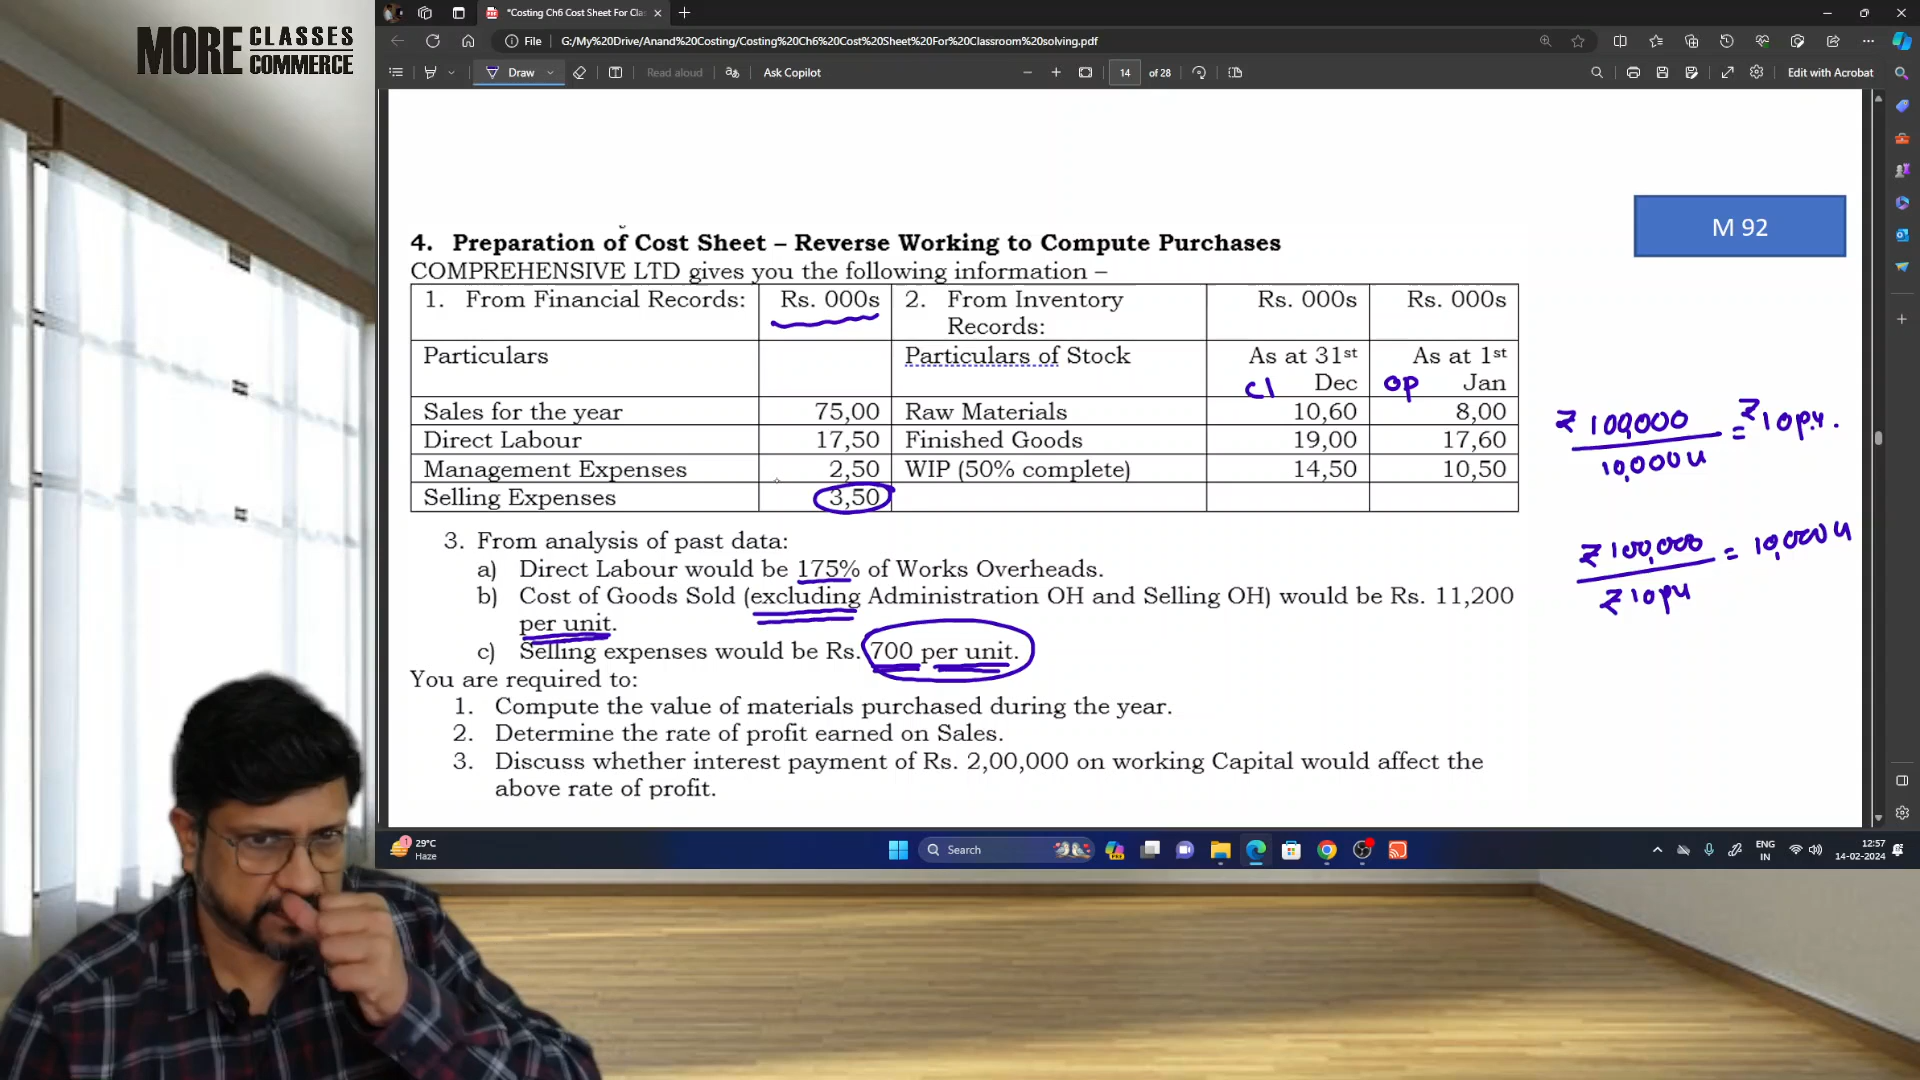 MORE CLASSES COMMERCE
*Costing Ch6 Cost Sheet For Cla
File G:/My%20Drive/Anand%20Costing/Costing%20Ch6%20Cost%20Sheet%20For%20Classroom%20solving.pdf
Draw Read aloud Ask Copilot 14 of 28 Edit with Acrobat
M 92
4. Preparation of Cost Sheet – Reverse Working to Compute Purchases
COMPREHENSIVE LTD gives you the following information –
1. From Financial Records: Rs. 000s 2. From Inventory Records: Rs. 000s Rs. 000s
Particulars Particulars of Stock As at 31st Dec As at 1st Jan
Cl op
Sales for the year 75,00 Raw Materials 10,60 8,00
Direct Labour 17,50 Finished Goods 19,00 17,60
Management Expenses 2,50 WIP (50% complete) 14,50 10,50
Selling Expenses 3,50
₹ 100,000 / 10,000 u = ₹ 10 p.u.
₹ 100,000 / ₹ 10 pu = 10,000 u
3. From analysis of past data:
a) Direct Labour would be 175% of Works Overheads.
b) Cost of Goods Sold (excluding Administration OH and Selling OH) would be Rs. 11,200
per unit.
c) Selling expenses would be Rs. 700 per unit.
You are required to:
1. Compute the value of materials purchased during the year.
2. Determine the rate of profit earned on Sales.
3. Discuss whether interest payment of Rs. 2,00,000 on working Capital would affect the
above rate of profit.
29°C
Haze
Search
ENG
IN
12:57
14-02-2024